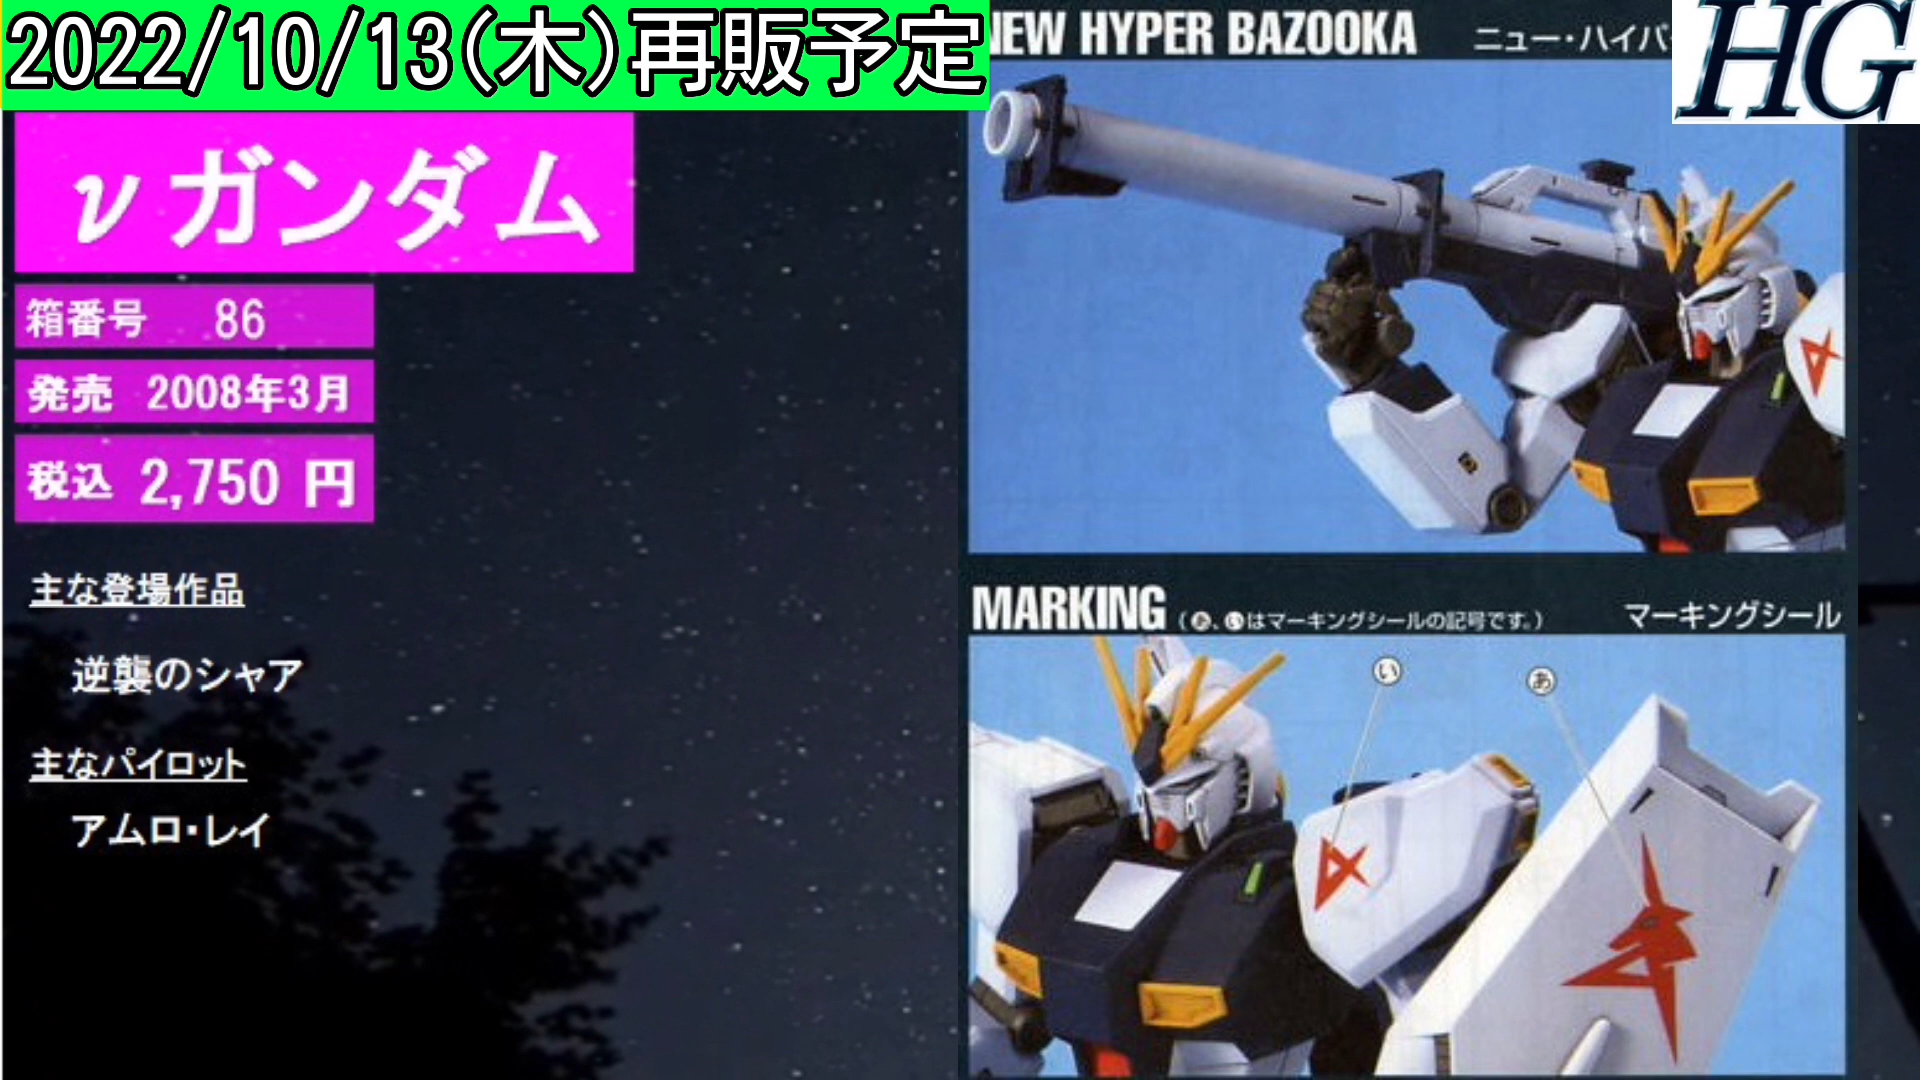 2022/10/13(木)再販予定
νガンダム
箱番号 86
発売 2008年3月
税込 2,750 円
主な登場作品
逆襲のシャア
主なパイロット
アムロ・レイ
NEW HYPER BAZOOKA ニュー・ハイパ
HG
MARKING (あ、いはマーキングシールの記号です。) マーキングシール
い
あ